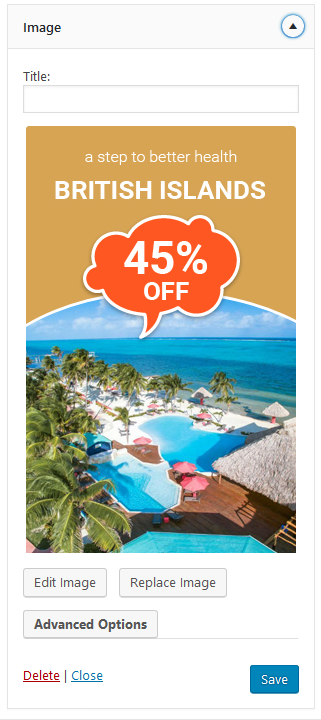 Image
Title:
a step to better health
BRITISH ISLANDS
45%
OFF
Edit Image
Replace Image
Advanced Options
Delete | Close
Save